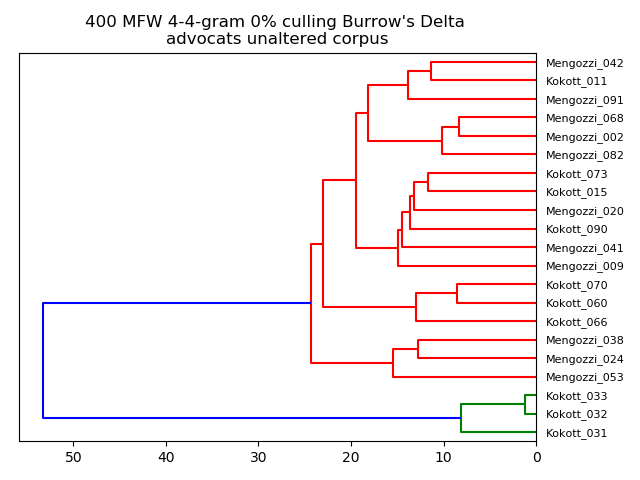 400 MFW 4-4-gram 0% culling Burrow's Delta
advocats unaltered corpus
Mengozzi_042
Kokott_011
Mengozzi_091
Mengozzi_068
Mengozzi_002
Mengozzi_082
Kokott_073
Kokott_015
Mengozzi_020
Kokott_090
Mengozzi_041
Mengozzi_009
Kokott_070
Kokott_060
Kokott_066
Mengozzi_038
Mengozzi_024
Mengozzi_053
Kokott_033
Kokott_032
Kokott_031
50 40 30 20 10 0